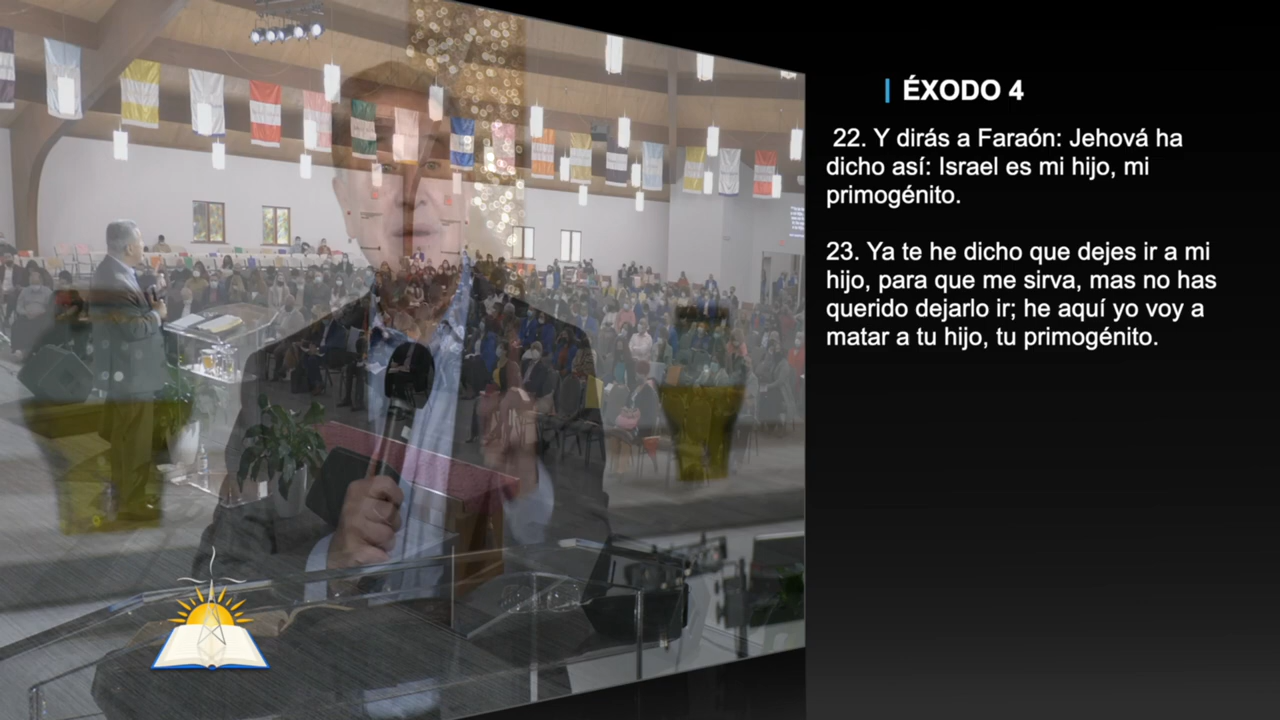 ÉXODO 4
22. Y dirás a Faraón: Jehová ha
dicho así: Israel es mi hijo, mi
primogénito.
23. Ya te he dicho que dejes ir a mi
hijo, para que me sirva, mas no has
querido dejarlo ir; he aquí yo voy a
matar a tu hijo, tu primogénito.